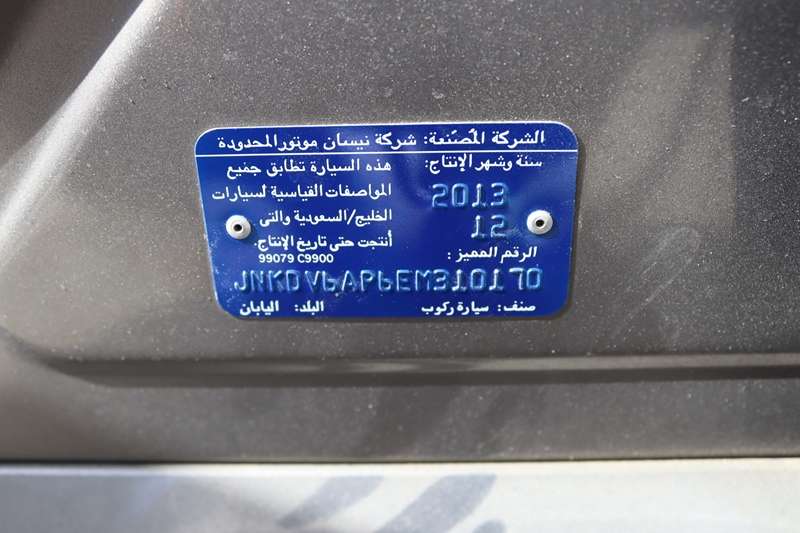 الشركة المُصنّعة: شركة نيسان موتور المحدودة
سنة وشهر الإنتاج:
2013
12
هذه السيارة تطابق جميع
المواصفات القياسية لسيارات
الخليج/السعودية والتى
أنتجت حتى تاريخ الإنتاج.
99079 C9900
الرقم المميز :
JNKDV6AP6EM310170
صنف: سيارة ركوب
البلد: اليابان